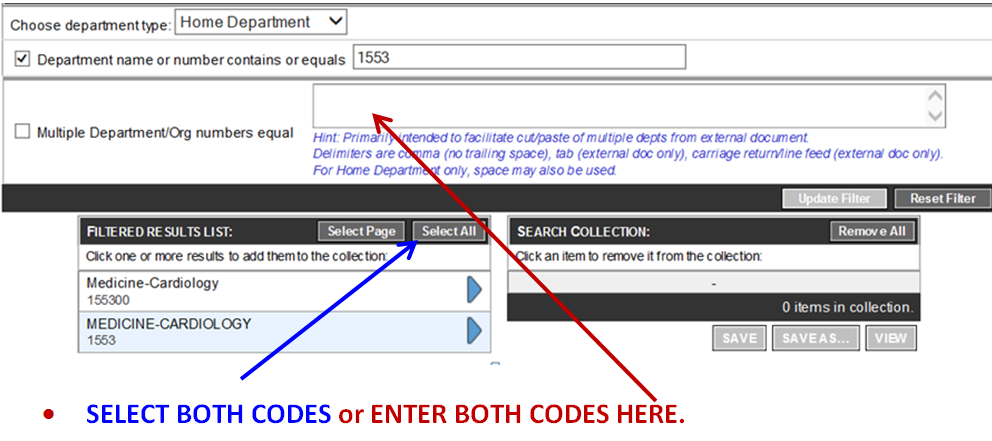 Choose department type: Home Department
Department name or number contains or equals 1553
Multiple Department/Org numbers equal
Hint: Primarily intended to facilitate cut/paste of multiple depts from external document.
Delimiters are comma (no trailing space), tab (external doc only), carriage return/line feed (external doc only).
For Home Department only, space may also be used.
Update Filter Reset Filter
FILTERED RESULTS LIST: Select Page Select All
Click one or more results to add them to the collection:
Medicine-Cardiology
155300
MEDICINE-CARDIOLOGY
1553
SEARCH COLLECTION: Remove All
Click an item to remove it from the collection:
-
0 items in collection.
SAVE SAVE AS... VIEW
• SELECT BOTH CODES or ENTER BOTH CODES HERE.